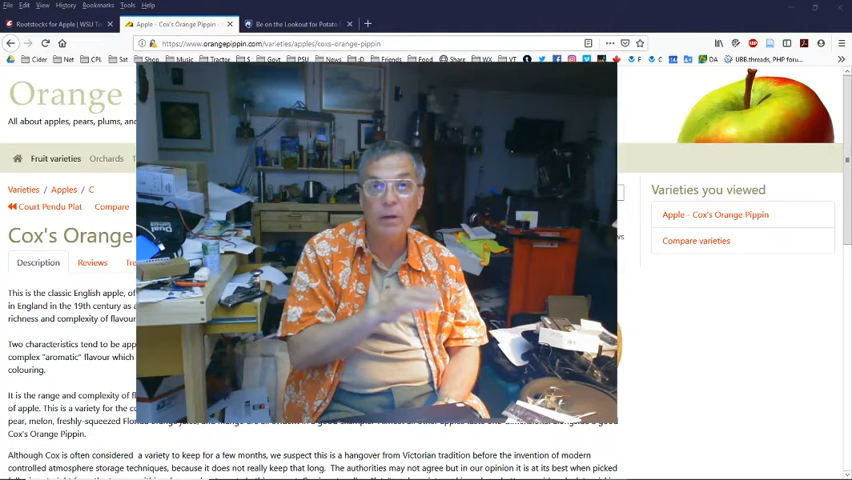 File Edit View History Bookmarks Tools Help
Rootstocks for Apple | WSU T
Apple - Cox's Orange Pippin -
Be on the Lookout for Potato
https://www.orangepippin.com/varieties/apples/coxs-orange-pippin
Cider Net CPL Sat Shop Music Tractor Govt PSU News :D Friends Food Share WX VT DA UBB.threads, PHP foru...
Orange
All about apples, pears, plums, and
Fruit varieties Orchards
Varieties / Apples / C
Court Pendu Plat Compare
Cox's Orange
Description Reviews
Varieties you viewed
Apple - Cox's Orange Pippin
Compare varieties
This is the classic English apple, o
in England in the 19th century as a
richness and complexity of flavour
Two characteristics tend to be app
complex "aromatic" flavour which
colouring.
It is the range and complexity of f
of apple. This is a variety for the co
pear, melon, freshly-squeezed Flo
Cox's Orange Pippin.
Although Cox is often considered a variety to keep for a few months, we suspect this is a hangover from Victorian tradition before the invention of modern
controlled atmosphere storage techniques, because it does not really keep that long. The authorities may not agree but in our opinion it is at its best when picked